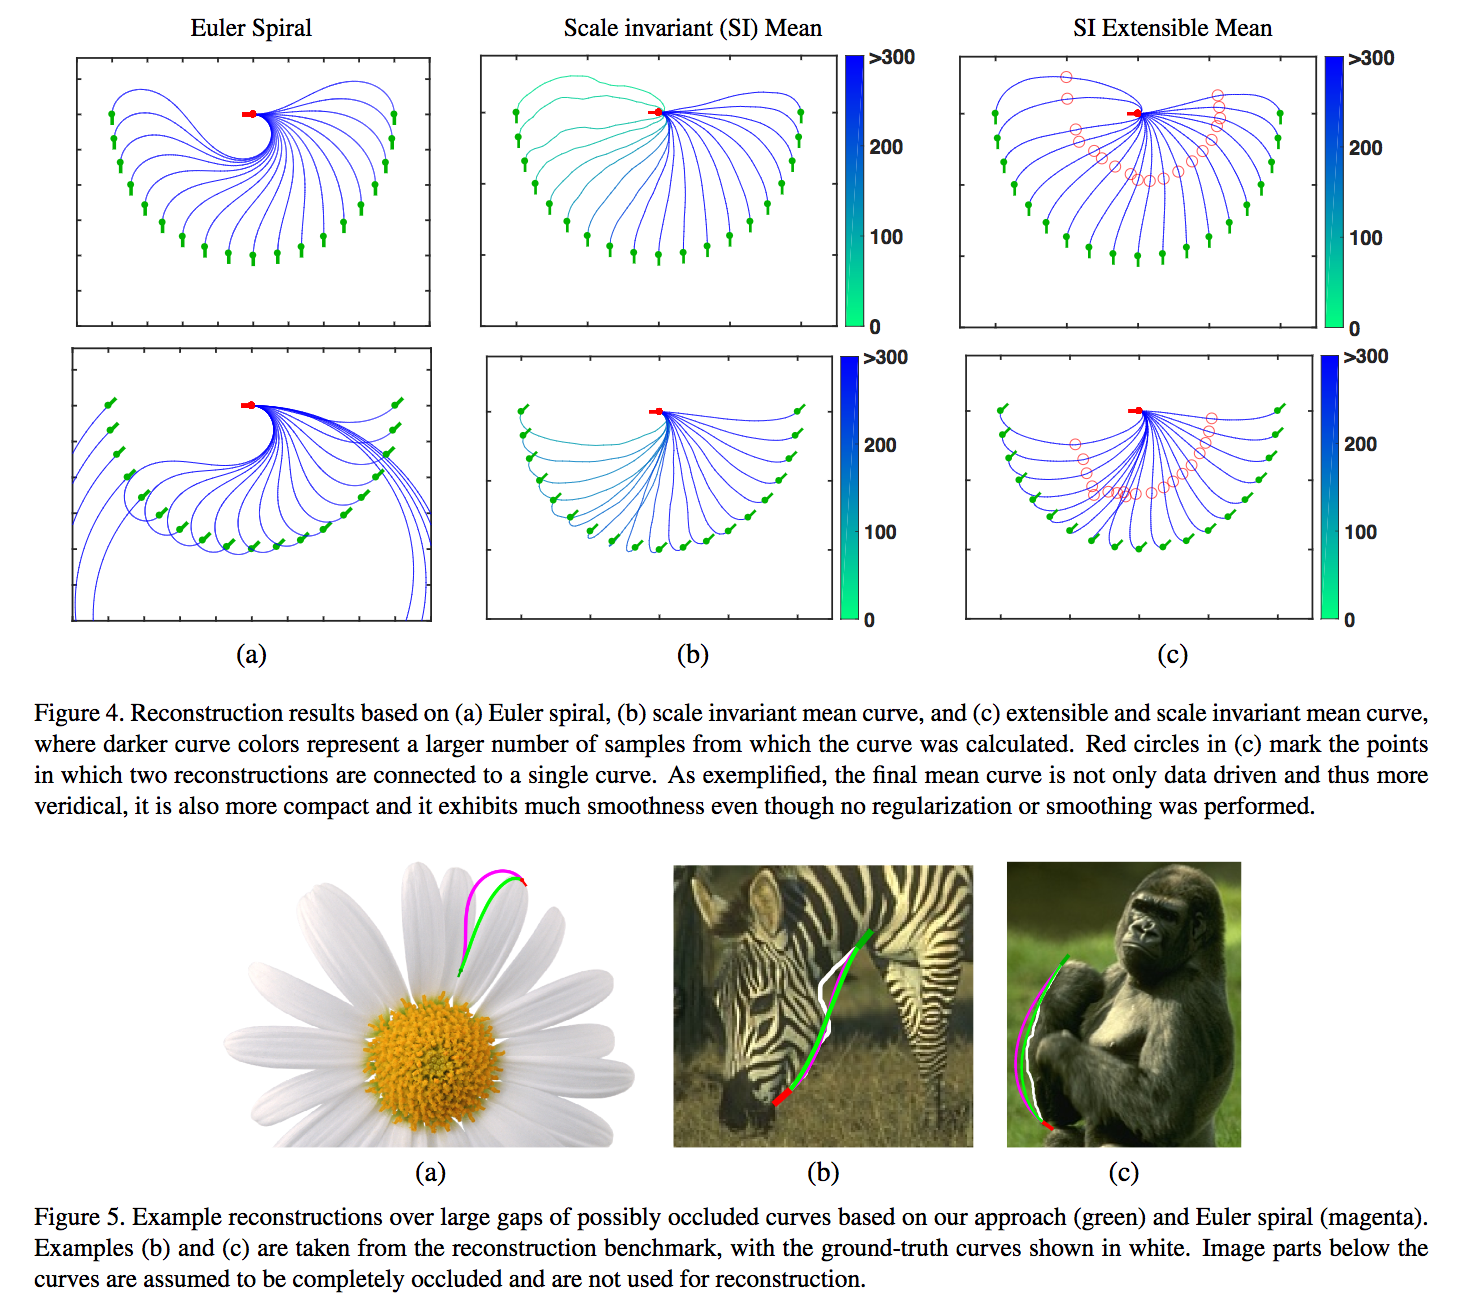 Euler Spiral
Scale invariant (SI) Mean
SI Extensible Mean
>300
200
100
0
>300
200
100
0
>300
200
100
0
>300
200
100
0
(a)
(b)
(c)
Figure 4. Reconstruction results based on (a) Euler spiral, (b) scale invariant mean curve, and (c) extensible and scale invariant mean curve,
where darker curve colors represent a larger number of samples from which the curve was calculated. Red circles in (c) mark the points
in which two reconstructions are connected to a single curve. As exemplified, the final mean curve is not only data driven and thus more
veridical, it is also more compact and it exhibits much smoothness even though no regularization or smoothing was performed.
(a)
(b)
(c)
Figure 5. Example reconstructions over large gaps of possibly occluded curves based on our approach (green) and Euler spiral (magenta).
Examples (b) and (c) are taken from the reconstruction benchmark, with the ground-truth curves shown in white. Image parts below the
curves are assumed to be completely occluded and are not used for reconstruction.